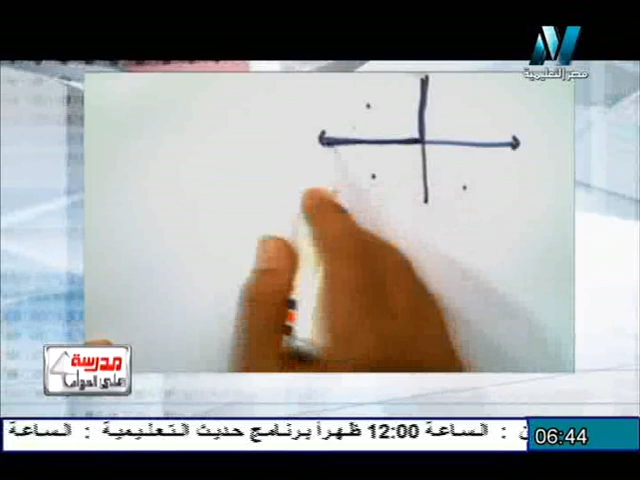 مصر التعليمية
مدرسة
على الهواء
ن : الساعة 12:00 ظهراً برنامج حديث التعليمية : الساعة
06:44